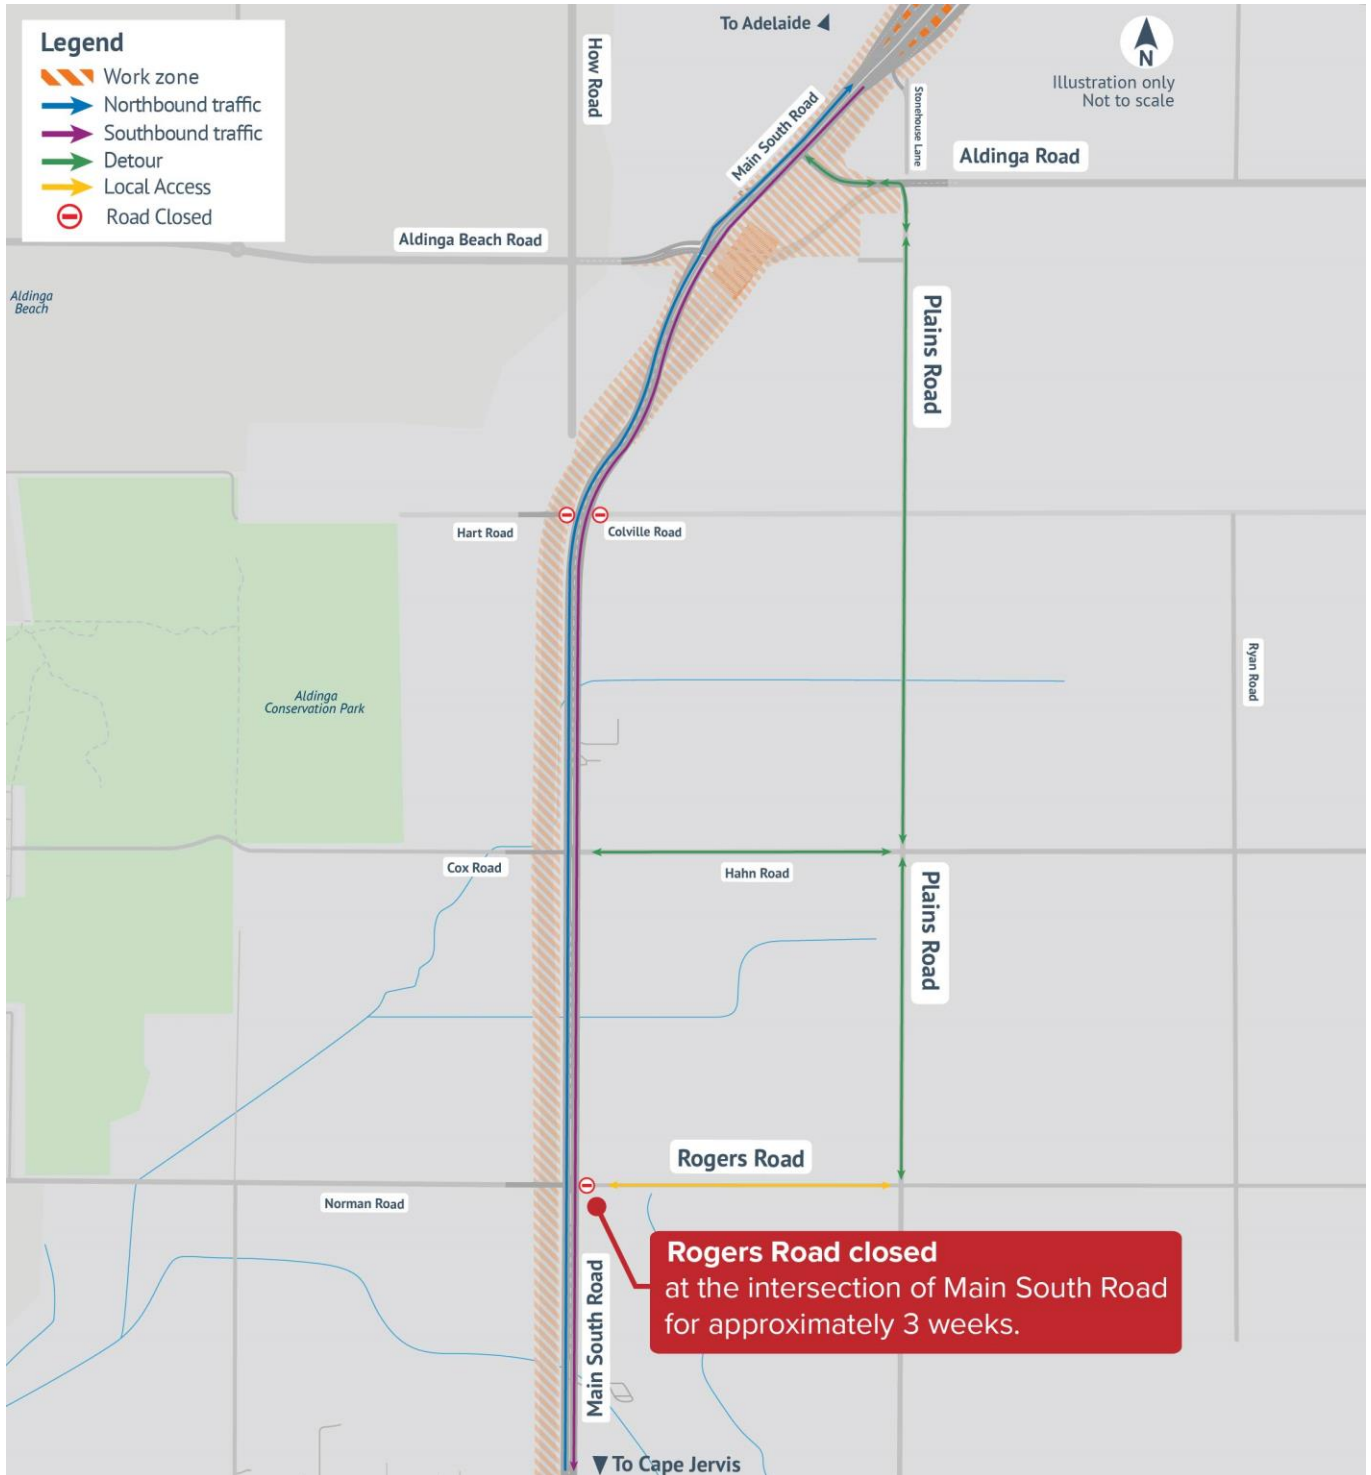 Legend
Work zone
Northbound traffic
Southbound traffic
Detour
Local Access
Road Closed
To Adelaide
N
Illustration only
Not to scale
How Road
Main South Road
Stonehouse Lane
Aldinga Road
Aldinga Beach Road
Aldinga
Beach
Plains Road
Hart Road
Colville Road
Ryan Road
Aldinga
Conservation Park
Cox Road
Hahn Road
Plains Road
Rogers Road
Norman Road
Rogers Road closed
at the intersection of Main South Road
for approximately 3 weeks.
Main South Road
To Cape Jervis